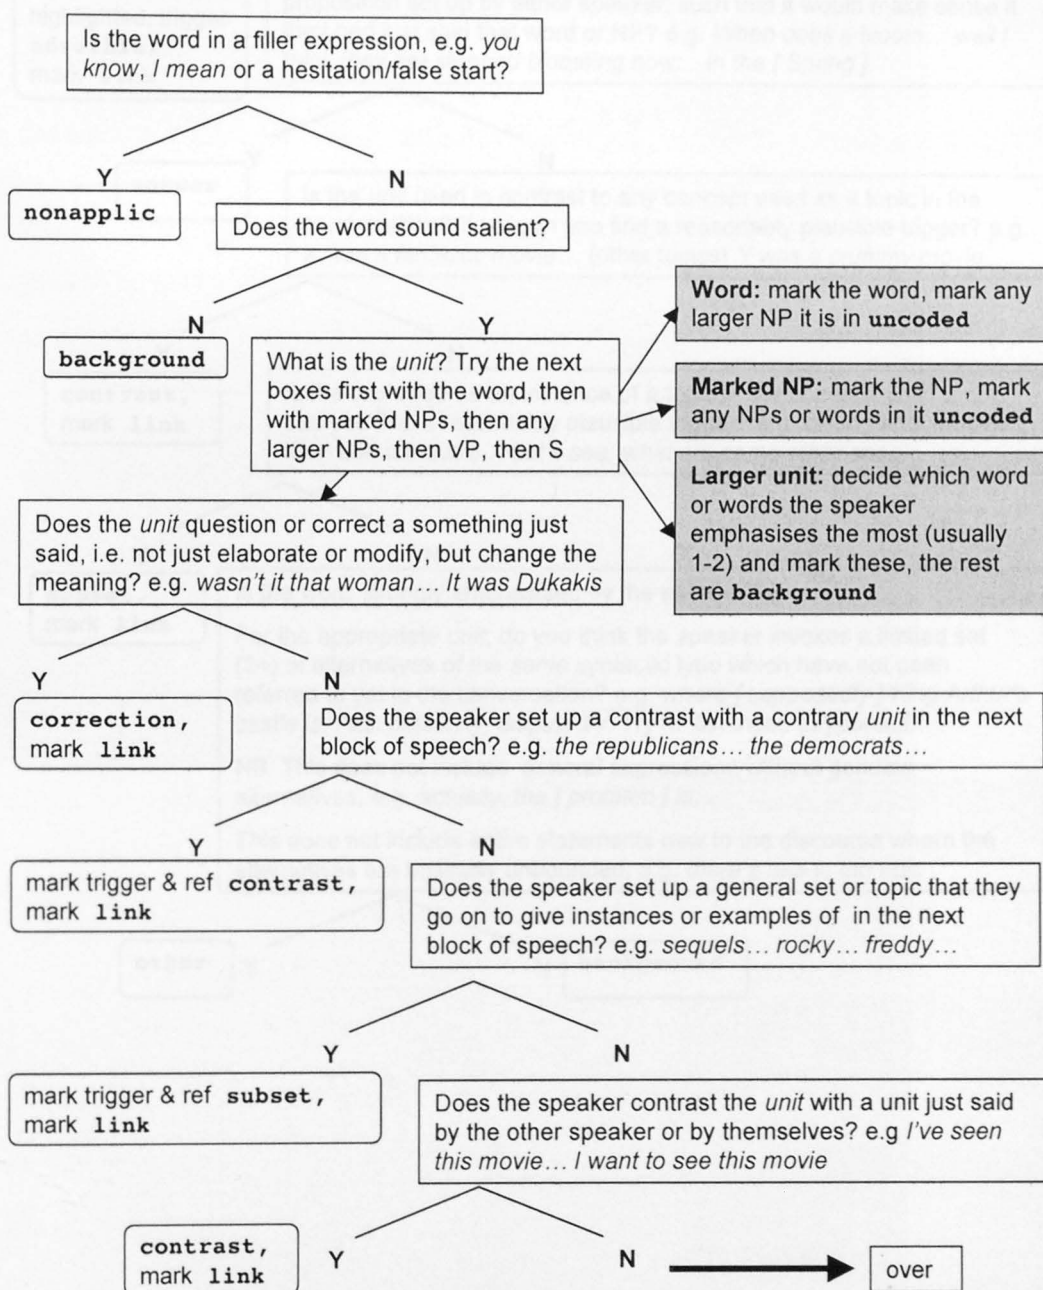 Is the word in a filler expression, e.g. you
know, I mean or a hesitation/false start?
Y
N
nonapplic
Does the word sound salient?
N
Y
background
What is the unit? Try the next
boxes first with the word, then
with marked NPs, then any
larger NPs, then VP, then S
Word: mark the word, mark any
larger NP it is in uncoded
Marked NP: mark the NP, mark
any NPs or words in it uncoded
Larger unit: decide which word
or words the speaker
emphasises the most (usually
1-2) and mark these, the rest
are background
Does the unit question or correct a something just
said, i.e. not just elaborate or modify, but change the
meaning? e.g. wasn't it that woman... It was Dukakis
Y
N
correction,
mark link
Does the speaker set up a contrast with a contrary unit in the next
block of speech? e.g. the republicans... the democrats...
Y
N
mark trigger & ref contrast,
mark link
Does the speaker set up a general set or topic that they
go on to give instances or examples of in the next
block of speech? e.g. sequels... rocky... freddy...
Y
N
mark trigger & ref subset,
mark link
Does the speaker contrast the unit with a unit just said
by the other speaker or by themselves? e.g I've seen
this movie... I want to see this movie
contrast,
mark link
Y
N
over